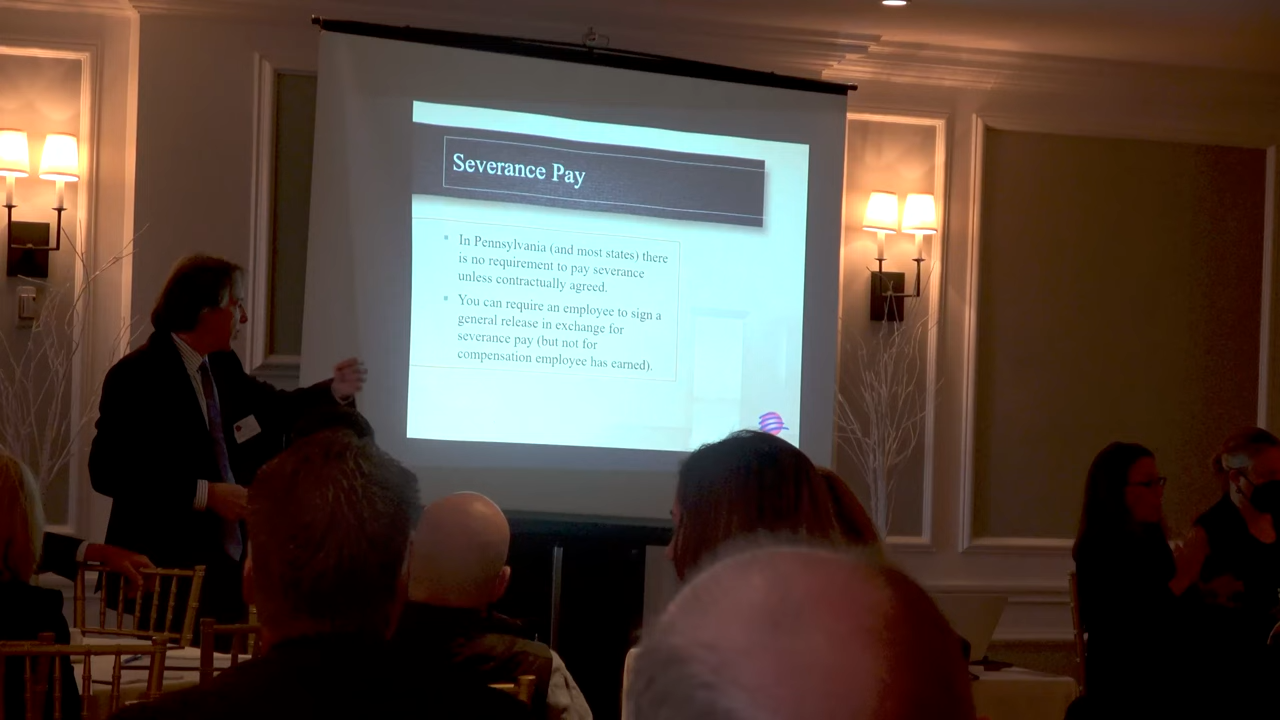 Severance Pay
In Pennsylvania (and most states) there
is no requirement to pay severance
unless contractually agreed.
You can require an employee to sign a
general release in exchange for
severance pay (but not for
compensation employee has earned).